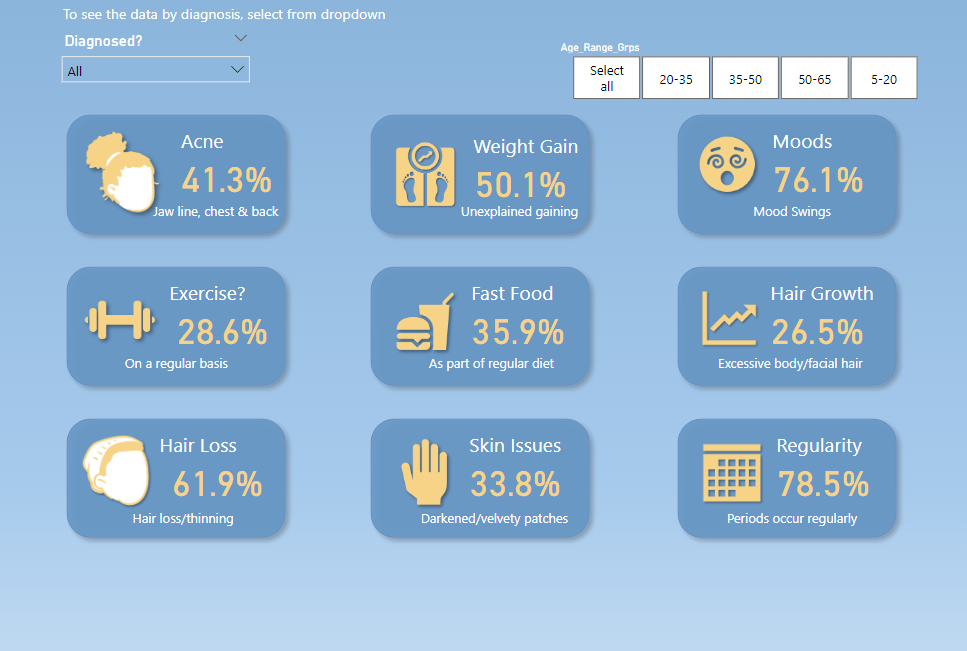 To see the data by diagnosis, select from dropdown
Diagnosed?
All
Age_Range_Grps
Select
all
20-35
35-50
50-65
5-20
Acne
41.3%
Jaw line, chest & back
Weight Gain
50.1%
Unexplained gaining
Moods
76.1%
Mood Swings
Exercise?
28.6%
On a regular basis
Fast Food
35.9%
As part of regular diet
Hair Growth
26.5%
Excessive body/facial hair
Hair Loss
61.9%
Hair loss/thinning
Skin Issues
33.8%
Darkened/velvety patches
Regularity
78.5%
Periods occur regularly